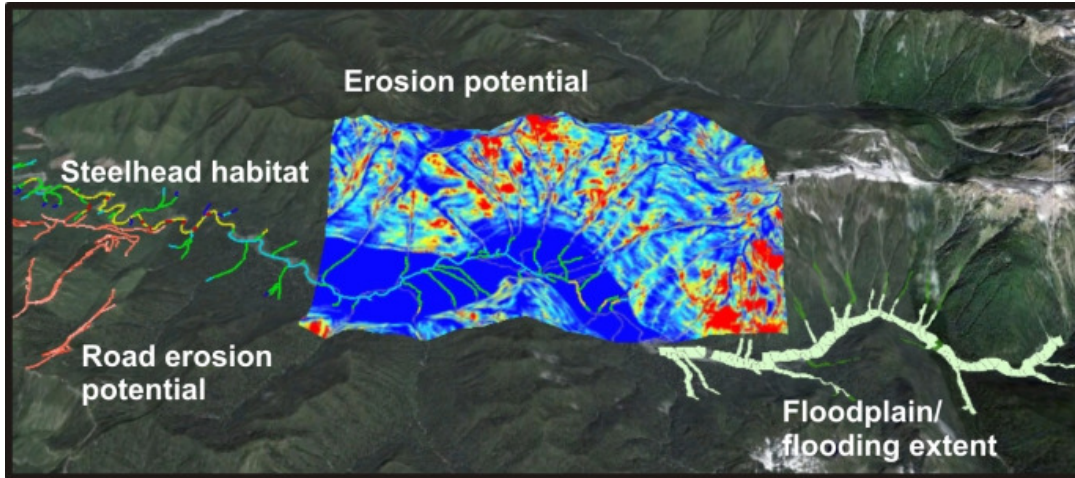 Erosion potential
Steelhead habitat
Road erosion
potential
Floodplain/
flooding extent